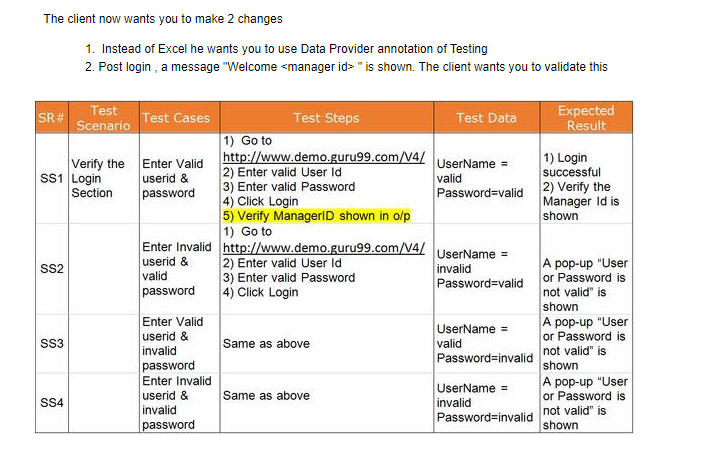 The client now wants you to make 2 changes
1. Instead of Excel he wants you to use Data Provider annotation of Testing
2. Post login , a message "Welcome <manager id> " is shown. The client wants you to validate this
SR#
Test
Scenario
Test Cases
Test Steps
Test Data
Expected
Result
SS1
Verify the
Login
Section
Enter Valid
userid &
password
1) Go to
http://www.demo.guru99.com/V4/
2) Enter valid User Id
3) Enter valid Password
4) Click Login
5) Verify ManagerID shown in o/p
UserName =
valid
Password=valid
1) Login
successful
2) Verify the
Manager Id is
shown
SS2
Enter Invalid
userid &
valid
password
1) Go to
http://www.demo.guru99.com/V4/
2) Enter valid User Id
3) Enter valid Password
4) Click Login
UserName =
invalid
Password=valid
A pop-up "User
or Password is
not valid" is
shown
SS3
Enter Valid
userid &
invalid
password
Same as above
UserName =
valid
Password=invalid
A pop-up "User
or Password is
not valid" is
shown
SS4
Enter Invalid
userid &
invalid
password
Same as above
UserName =
invalid
Password=invalid
A pop-up "User
or Password is
not valid" is
shown